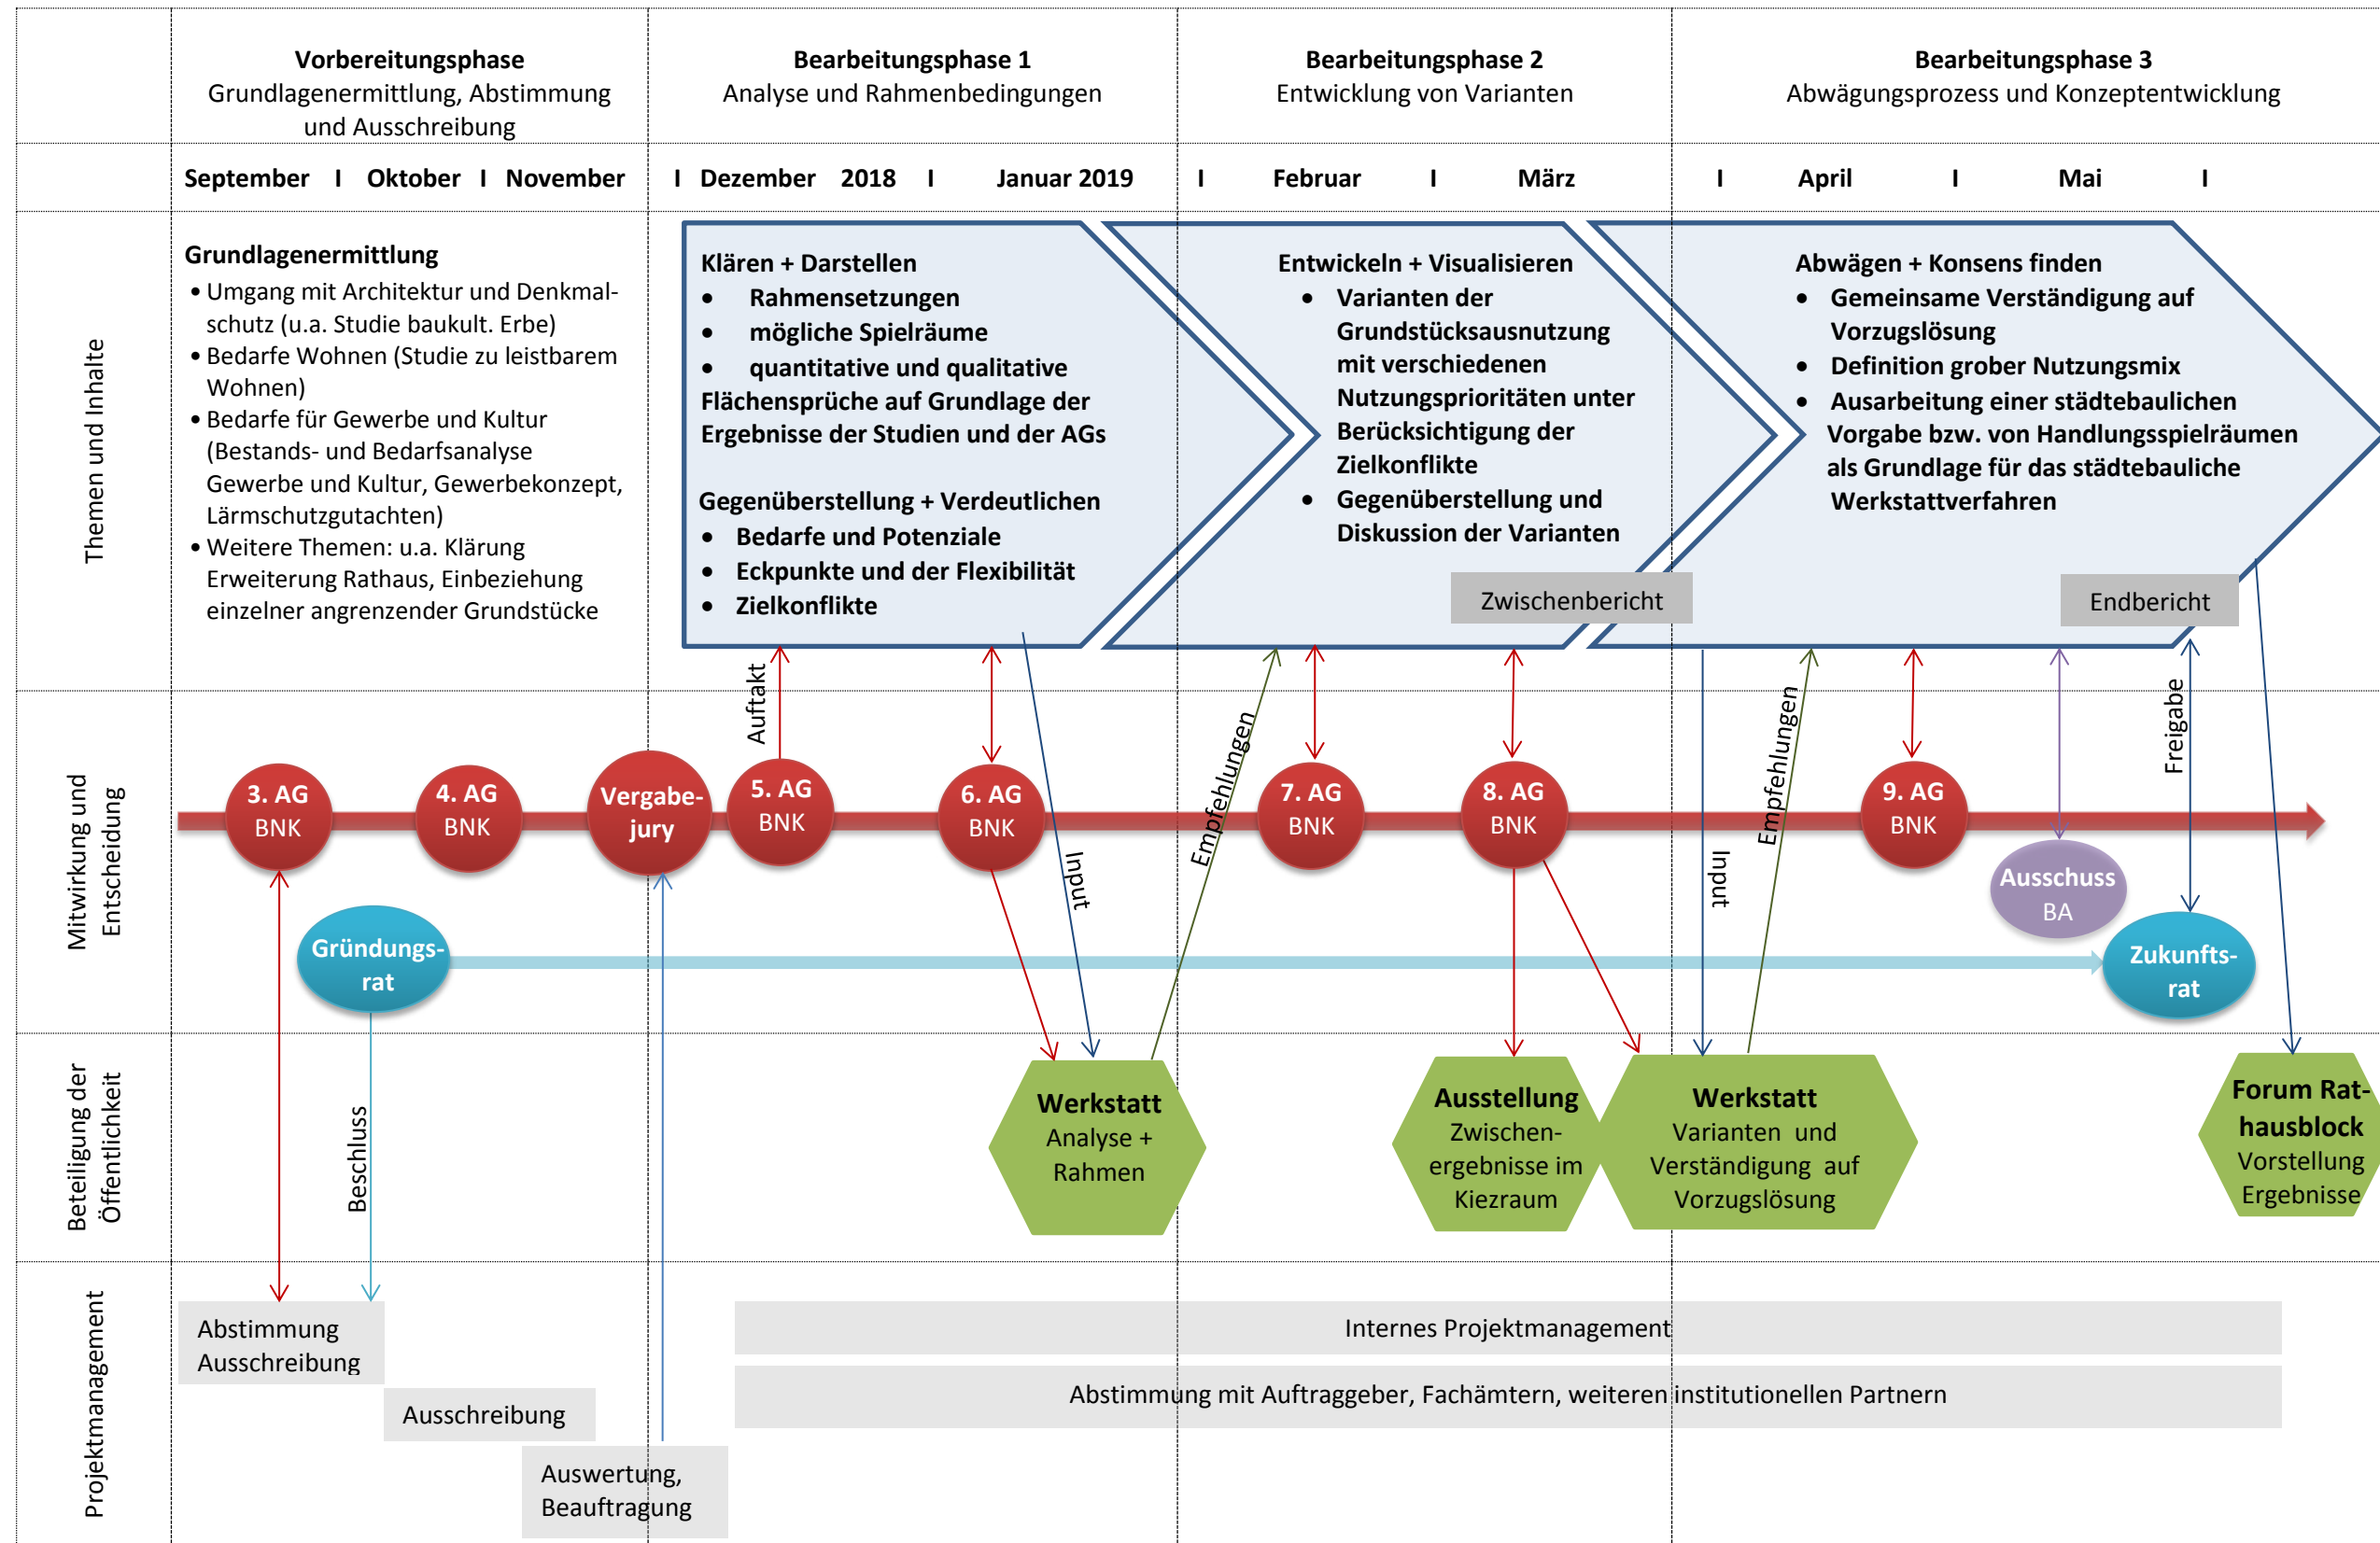 Vorbereitungsphase
Grundlagenermittlung, Abstimmung
und Ausschreibung
Bearbeitungsphase 1
Analyse und Rahmenbedingungen
Bearbeitungsphase 2
Entwicklung von Varianten
Bearbeitungsphase 3
Abwägungsprozess und Konzeptentwicklung
September I Oktober I November I Dezember 2018 I Januar 2019 I Februar I März I April I Mai I
Themen und Inhalte
Grundlagenermittlung
• Umgang mit Architektur und Denkmal-
schutz (u.a. Studie baukult. Erbe)
• Bedarfe Wohnen (Studie zu leistbarem
Wohnen)
• Bedarfe für Gewerbe und Kultur
(Bestands- und Bedarfsanalyse
Gewerbe und Kultur, Gewerbekonzept,
Lärmschutzgutachten)
• Weitere Themen: u.a. Klärung
Erweiterung Rathaus, Einbeziehung
einzelner angrenzender Grundstücke
Klären + Darstellen
• Rahmensetzungen
• mögliche Spielräume
• quantitative und qualitative
Flächensprüche auf Grundlage der
Ergebnisse der Studien und der AGs
Gegenüberstellung + Verdeutlichen
• Bedarfe und Potenziale
• Eckpunkte und der Flexibilität
• Zielkonflikte
Entwickeln + Visualisieren
• Varianten der
Grundstücksausnutzung
mit verschiedenen
Nutzungsprioritäten unter
Berücksichtigung der
Zielkonflikte
• Gegenüberstellung und
Diskussion der Varianten
Zwischenbericht
Abwägen + Konsens finden
• Gemeinsame Verständigung auf
Vorzugslösung
• Definition grober Nutzungsmix
• Ausarbeitung einer städtebaulichen
Vorgabe bzw. von Handlungsspielräumen
als Grundlage für das städtebauliche
Werkstattverfahren
Endbericht
Mitwirkung und
Entscheidung
Auftakt
Input
Empfehlungen
Input
Empfehlungen
Freigabe
3. AG
BNK
4. AG
BNK
Vergabe-
jury
5. AG
BNK
6. AG
BNK
7. AG
BNK
8. AG
BNK
9. AG
BNK
Ausschuss
BA
Gründungs-
rat
Zukunfts-
rat
Beteiligung der
Öffentlichkeit
Beschluss
Werkstatt
Analyse +
Rahmen
Ausstellung
Zwischen-
ergebnisse im
Kiezraum
Werkstatt
Varianten und
Verständigung auf
Vorzugslösung
Forum Rat-
hausblock
Vorstellung
Ergebnisse
Projektmanagement
Abstimmung
Ausschreibung
Ausschreibung
Auswertung,
Beauftragung
Internes Projektmanagement
Abstimmung mit Auftraggeber, Fachämtern, weiteren institutionellen Partnern